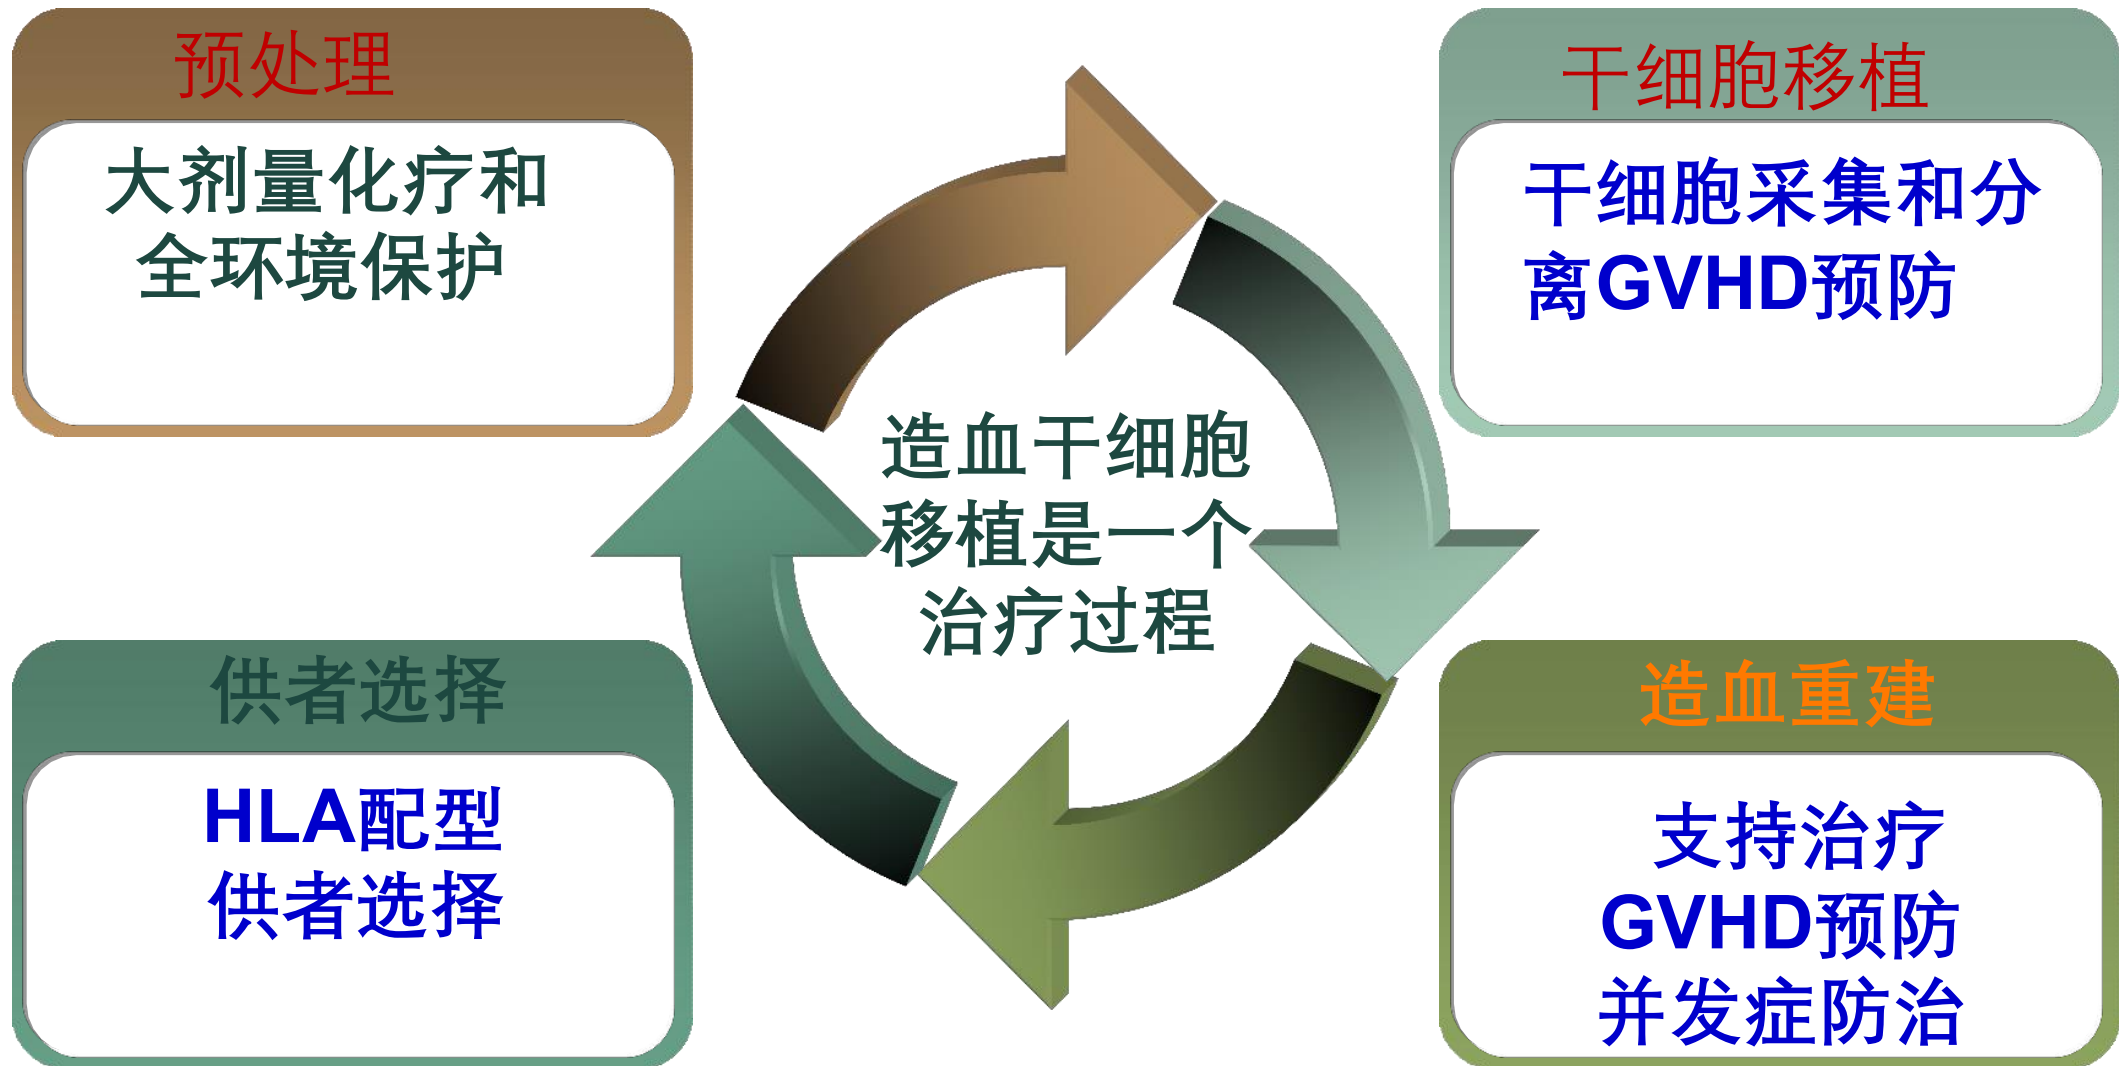 预处理
大剂量化疗和
全环境保护
干细胞移植
干细胞采集和分
离GVHD预防
造血干细胞
移植是一个
治疗过程
供者选择
HLA配型
供者选择
造血重建
支持治疗
GVHD预防
并发症防治